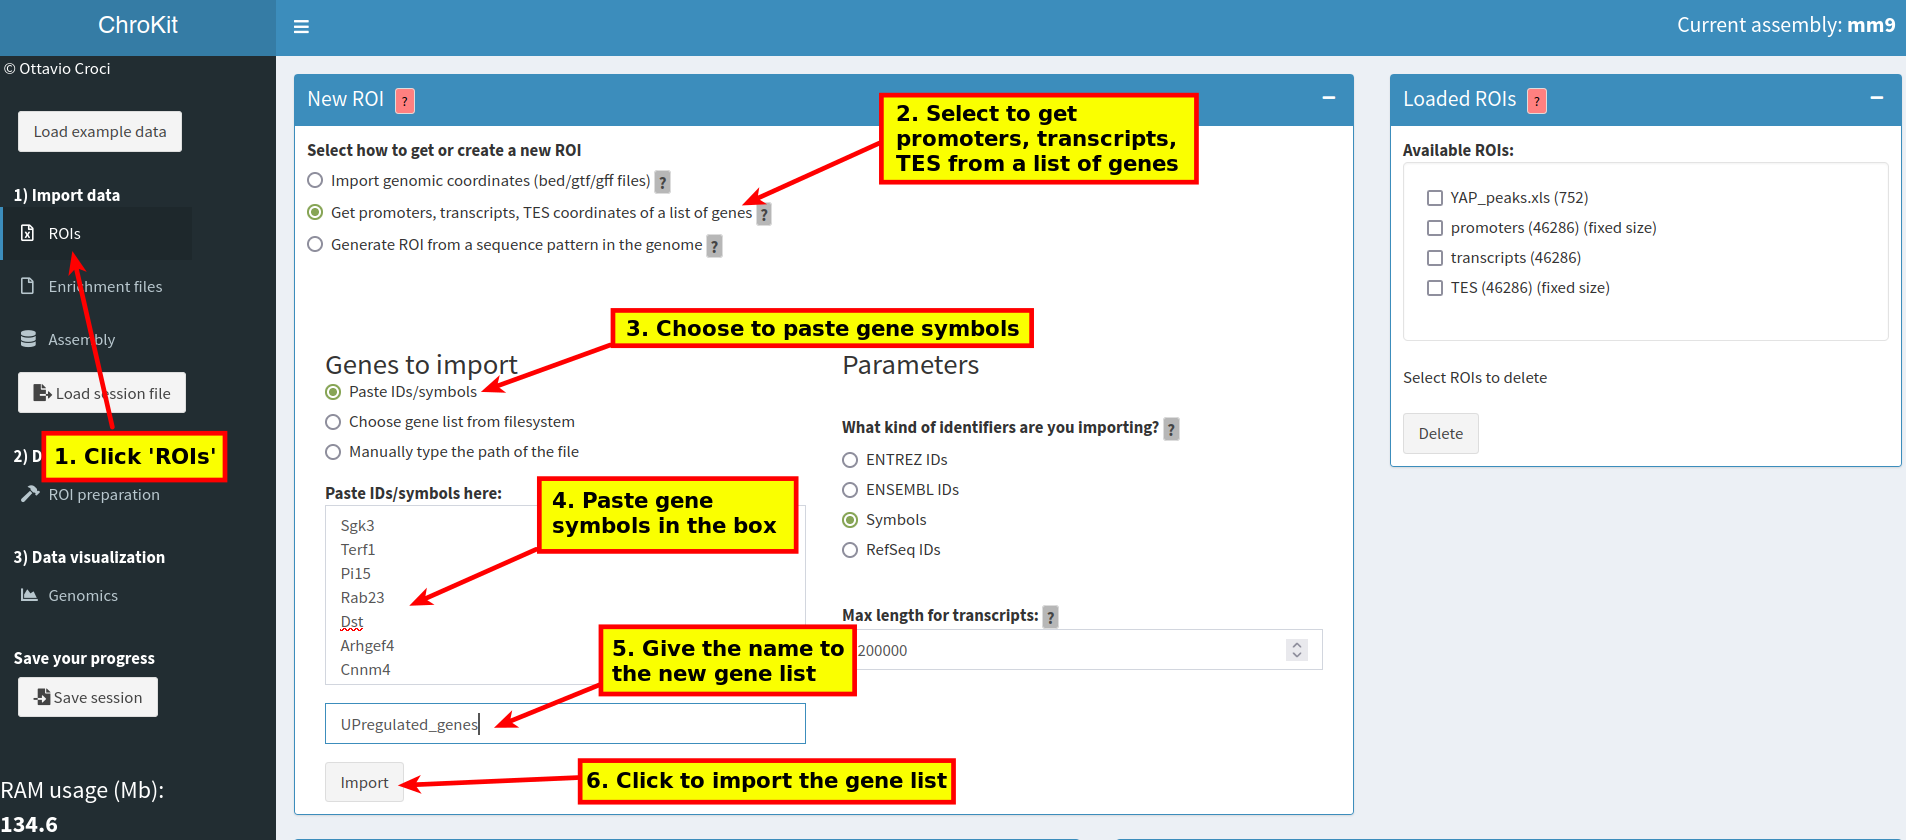 ChroKit
Current assembly: mm9
© Ottavio Croci
Load example data
1) Import data
ROIs
Enrichment files
Assembly
Load session file
2) D
1. Click 'ROIs'
ROI preparation
3) Data visualization
Genomics
Save your progress
Save session
RAM usage (Mb):
134.6
New ROI ?
2. Select to get
promoters, transcripts,
TES from a list of genes
Select how to get or create a new ROI
Import genomic coordinates (bed/gtf/gff files) ?
Get promoters, transcripts, TES coordinates of a list of genes ?
Generate ROI from a sequence pattern in the genome ?
3. Choose to paste gene symbols
Genes to import
Paste IDs/symbols
Choose gene list from filesystem
Manually type the path of the file
Paste IDs/symbols here:
4. Paste gene
symbols in the box
Sgk3
Terf1
Pi15
Rab23
Dst
Arhgef4
Cnnm4
5. Give the name to
the new gene list
UPregulated_genes
Import
6. Click to import the gene list
Parameters
What kind of identifiers are you importing? ?
ENTREZ IDs
ENSEMBL IDs
Symbols
RefSeq IDs
Max length for transcripts: ?
200000
Loaded ROIs ?
Available ROIs:
YAP_peaks.xls (752)
promoters (46286) (fixed size)
transcripts (46286)
TES (46286) (fixed size)
Select ROIs to delete
Delete